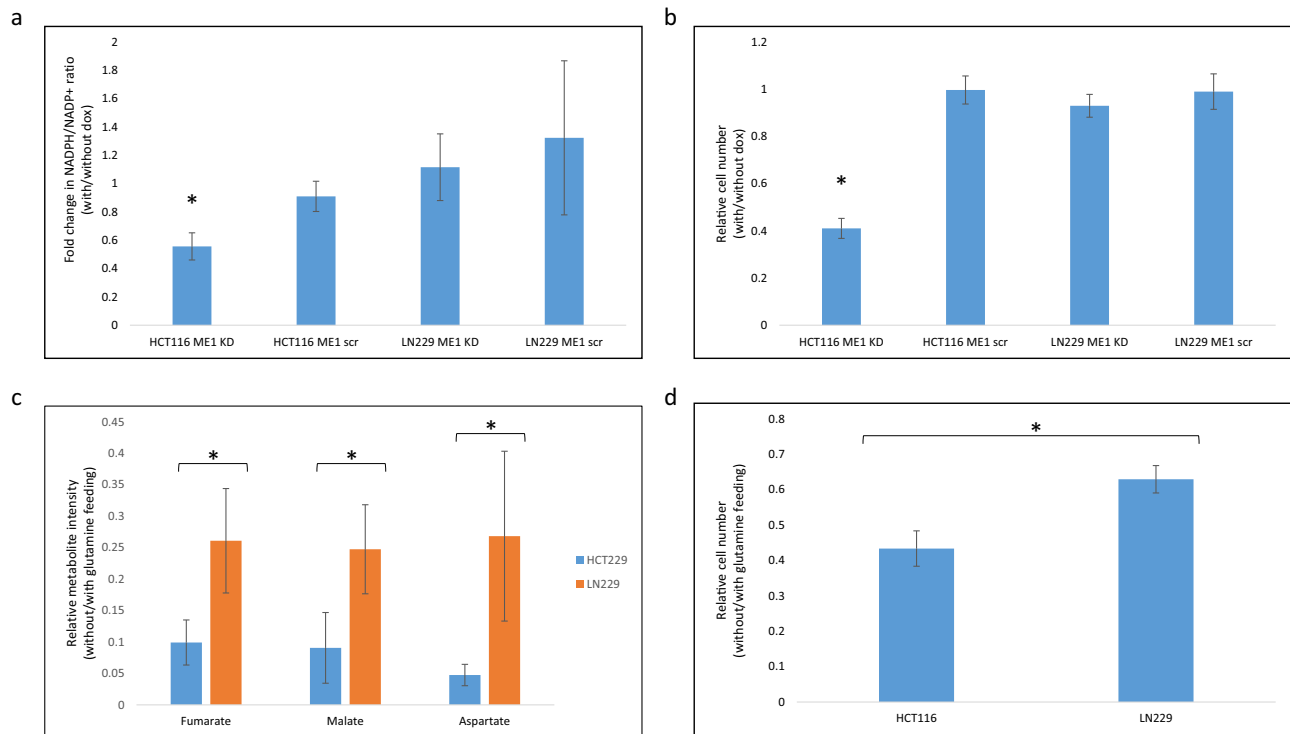 a
Fold change in NADPH/NADP+ ratio
(with/without dox)
2
1.8
1.6
1.4
1.2
1
0.8
0.6
0.4
0.2
0
*
HCT116 ME1 KD
HCT116 ME1 scr
LN229 ME1 KD
LN229 ME1 scr
b
Relative cell number
(with/without dox)
1.2
1
0.8
0.6
0.4
0.2
0
*
HCT116 ME1 KD
HCT116 ME1 scr
LN229 ME1 KD
LN229 ME1 scr
c
Relative metabolite intensity
(without/with glutamine feeding)
0.45
0.4
0.35
0.3
0.25
0.2
0.15
0.1
0.05
0
*
*
*
Fumarate
Malate
Aspartate
HCT229
LN229
d
Relative cell number
(without/with glutamine feeding)
0.8
0.7
0.6
0.5
0.4
0.3
0.2
0.1
0
*
HCT116
LN229